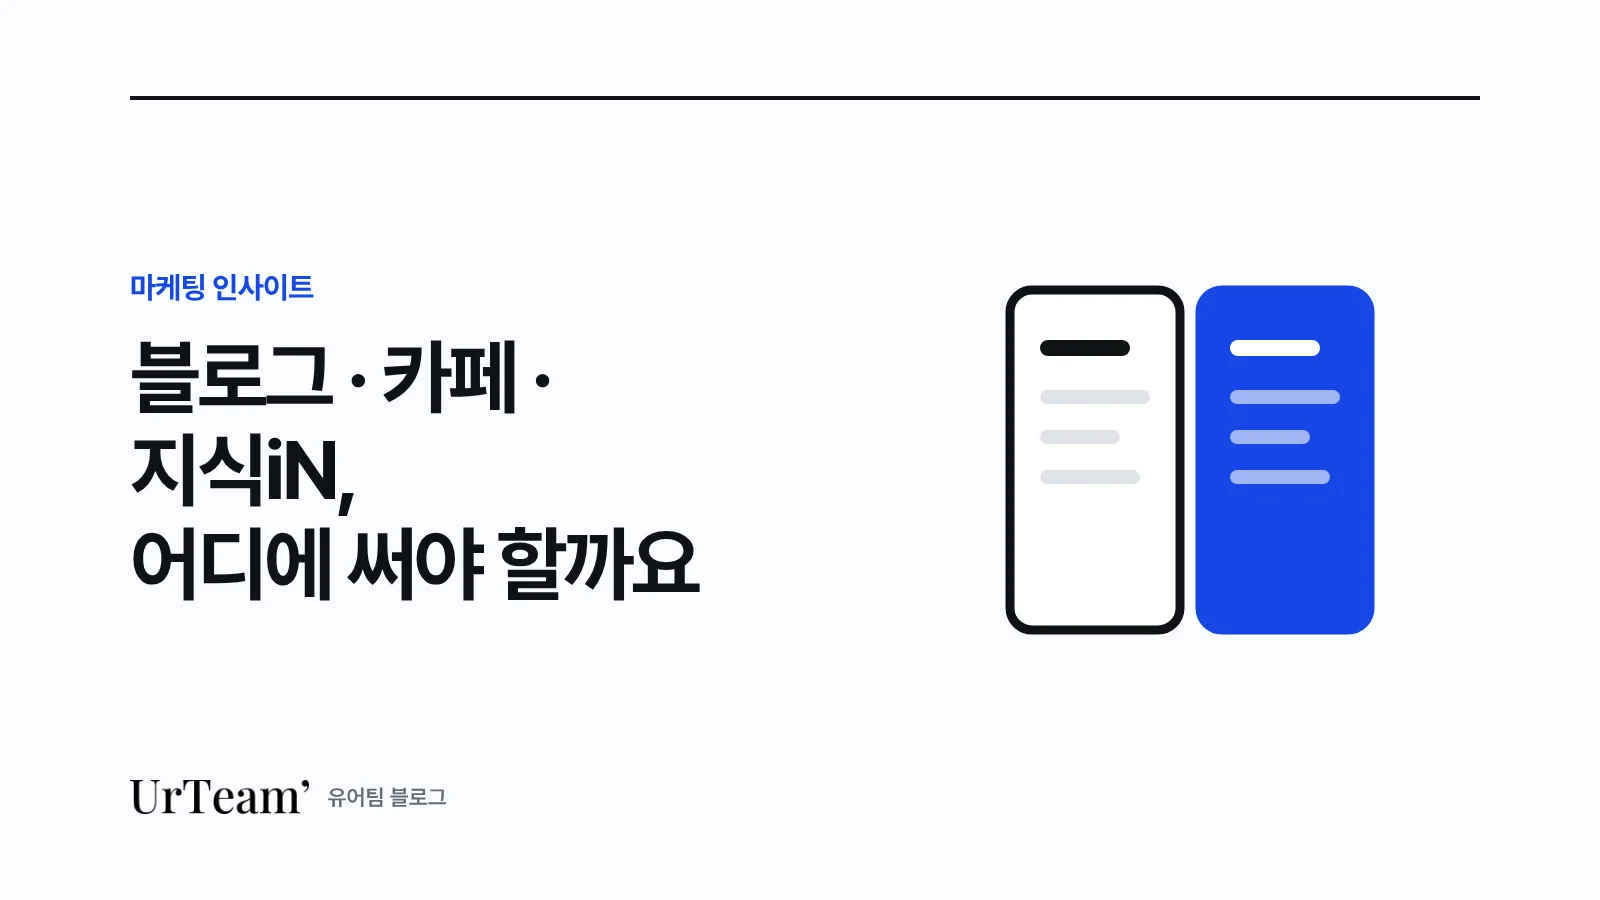 마케팅 인사이트
블로그 · 카페 ·
지식iN,
어디에 써야 할까요
UrTeam’ 유어팀 블로그